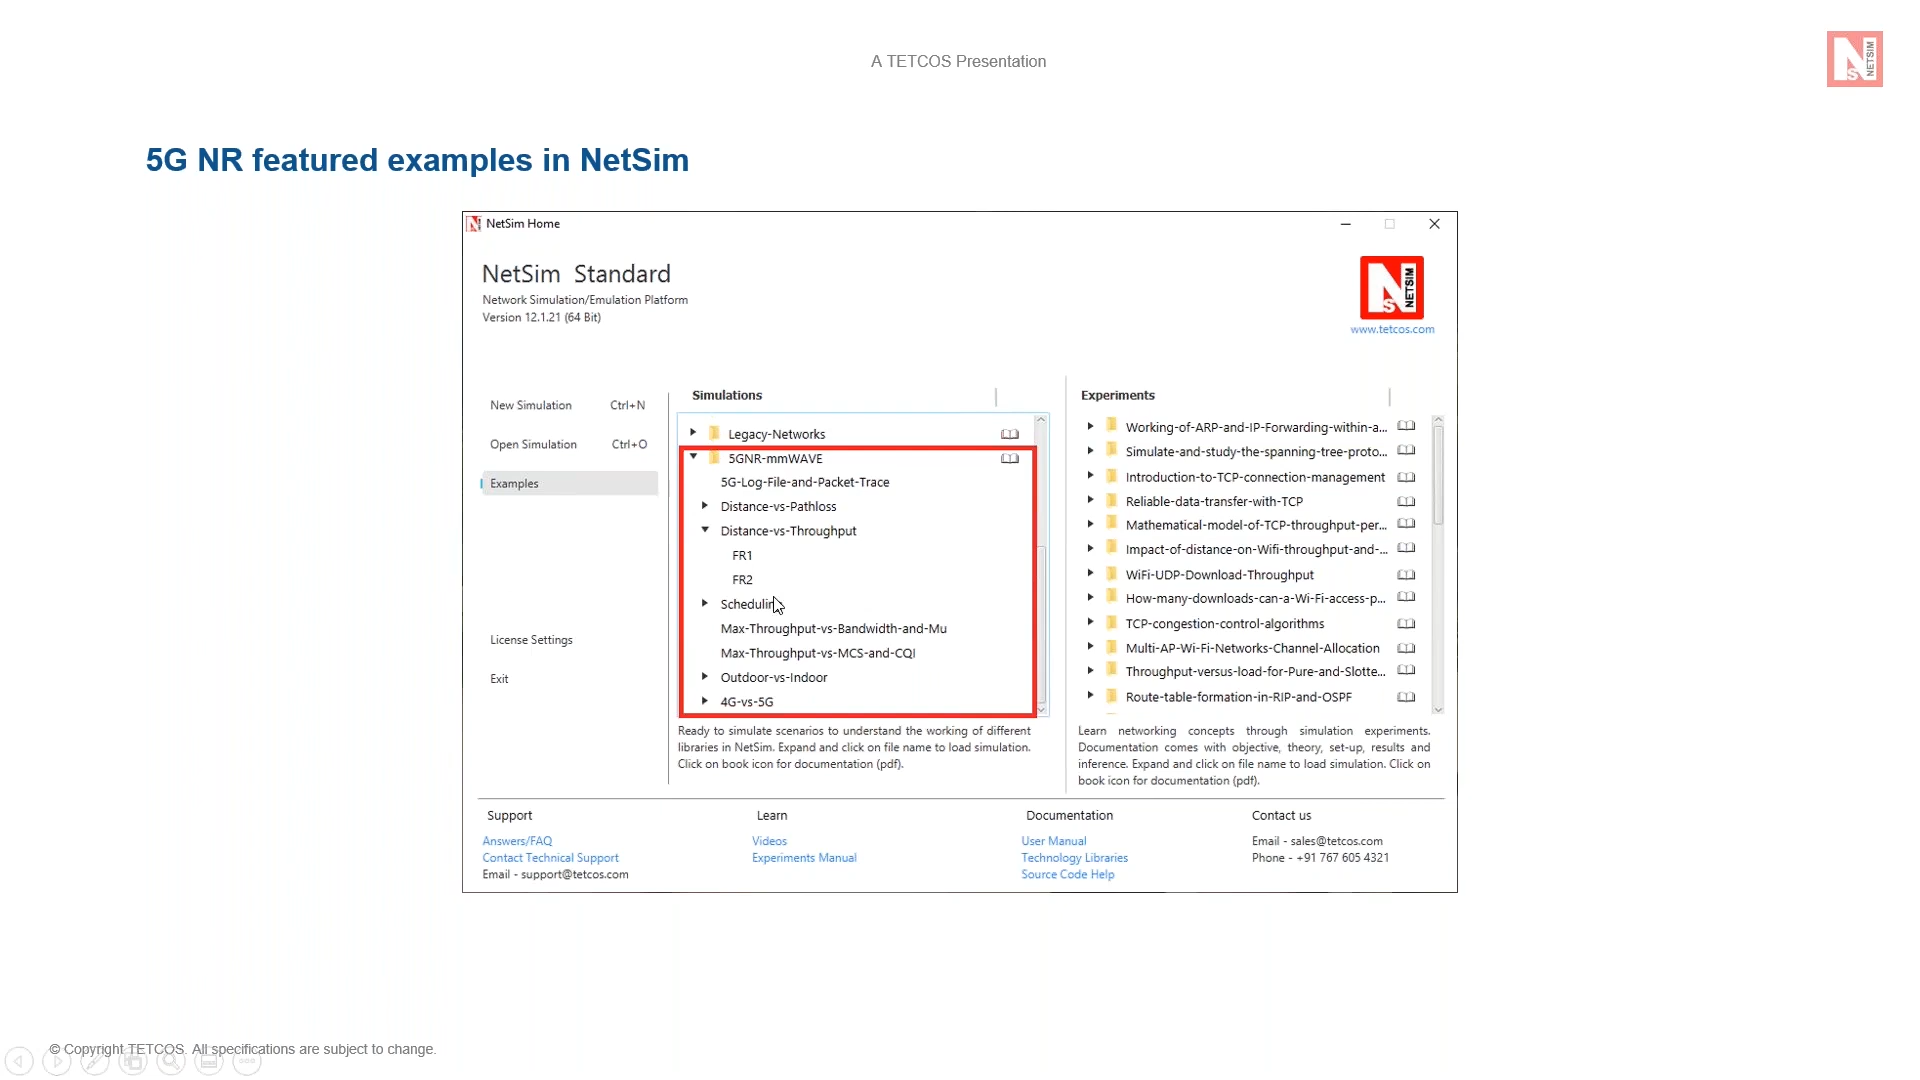 A TETCOS Presentation
NETSIM
5G NR featured examples in NetSim
NetSim Home
NetSim Standard
Network Simulation/Emulation Platform
Version 12.1.21 (64 Bit)
NETSIM
www.tetcos.com
New Simulation Ctrl+N
Open Simulation Ctrl+O
Examples
License Settings
Exit
Simulations
Legacy-Networks
5GNR-mmWAVE
5G-Log-File-and-Packet-Trace
Distance-vs-Pathloss
Distance-vs-Throughput
FR1
FR2
Schedulin
Max-Throughput-vs-Bandwidth-and-Mu
Max-Throughput-vs-MCS-and-CQI
Outdoor-vs-Indoor
4G-vs-5G
Ready to simulate scenarios to understand the working of different
libraries in NetSim. Expand and click on file name to load simulation.
Click on book icon for documentation (pdf).
Experiments
Working-of-ARP-and-IP-Forwarding-within-a...
Simulate-and-study-the-spanning-tree-proto...
Introduction-to-TCP-connection-management
Reliable-data-transfer-with-TCP
Mathematical-model-of-TCP-throughput-per...
Impact-of-distance-on-Wifi-throughput-and-...
WiFi-UDP-Download-Throughput
How-many-downloads-can-a-Wi-Fi-access-p...
TCP-congestion-control-algorithms
Multi-AP-Wi-Fi-Networks-Channel-Allocation
Throughput-versus-load-for-Pure-and-Slotte...
Route-table-formation-in-RIP-and-OSPF
Learn networking concepts through simulation experiments.
Documentation comes with objective, theory, set-up, results and
inference. Expand and click on file name to load simulation. Click on
book icon for documentation (pdf).
Support
Answers/FAQ
Contact Technical Support
Email - support@tetcos.com
Learn
Videos
Experiments Manual
Documentation
User Manual
Technology Libraries
Source Code Help
Contact us
Email - sales@tetcos.com
Phone - +91 767 605 4321
© Copyright TETCOS. All specifications are subject to change.